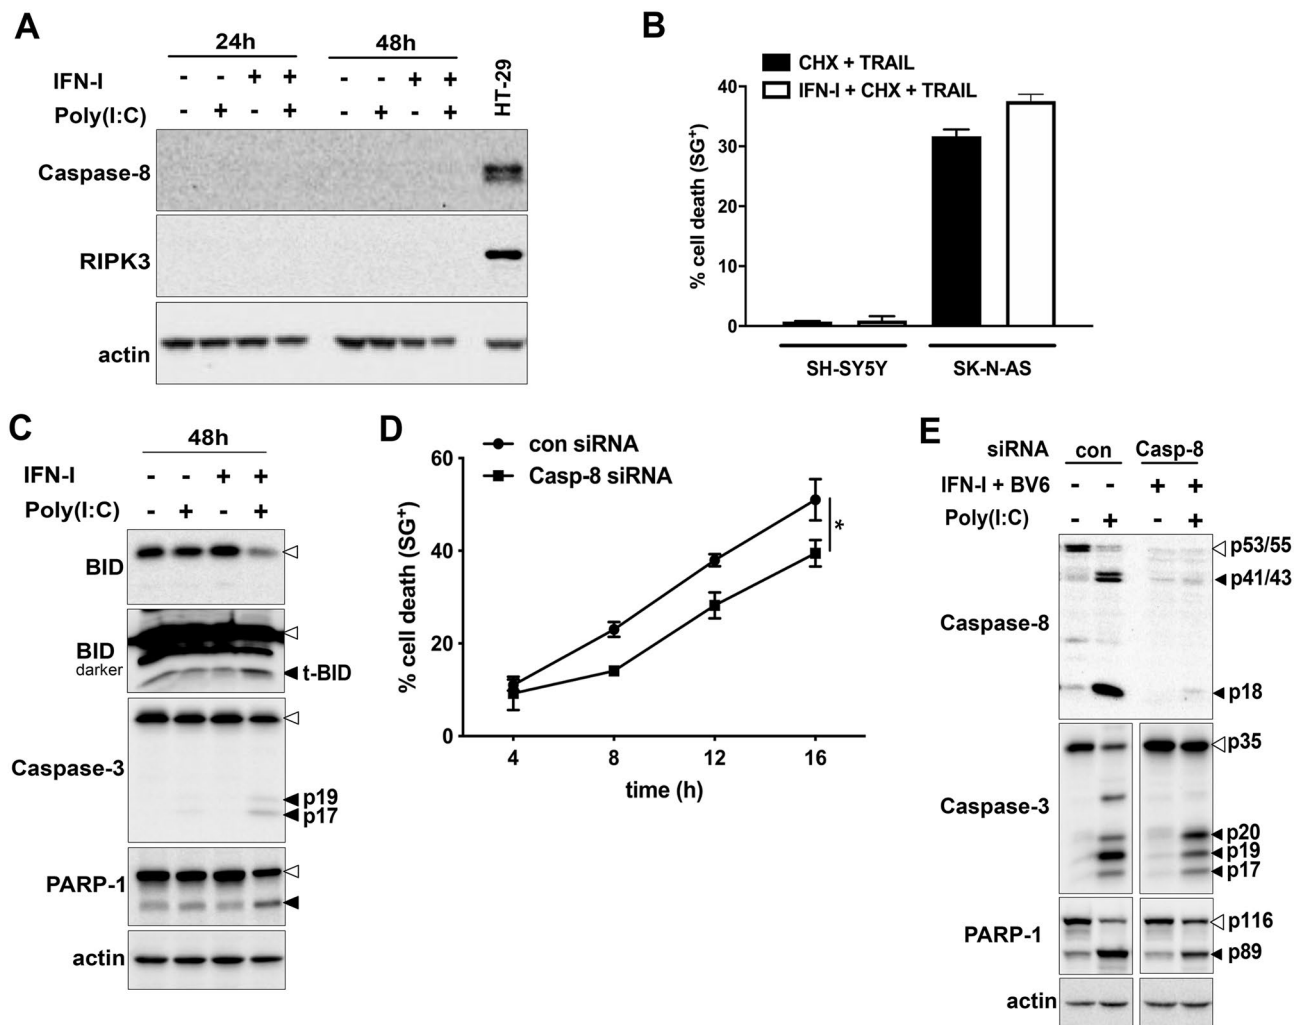 A
24h
48h
IFN-I - - + + - - + +
Poly(I:C) - + - + - + - +
HT-29
Caspase-8
RIPK3
actin
B
CHX + TRAIL
IFN-I + CHX + TRAIL
% cell death (SG⁺)
40
30
20
10
0
SH-SY5Y
SK-N-AS
C
48h
IFN-I - - + +
Poly(I:C) - + - +
BID
BID
darker
t-BID
Caspase-3
p19
p17
PARP-1
actin
D
con siRNA
Casp-8 siRNA
% cell death (SG⁺)
60
40
20
0
*
4 8 12 16
time (h)
E
siRNA con Casp-8
IFN-I + BV6 - - + +
Poly(I:C) - + - +
Caspase-8
p53/55
p41/43
p18
Caspase-3
p35
p20
p19
p17
PARP-1
p116
p89
actin